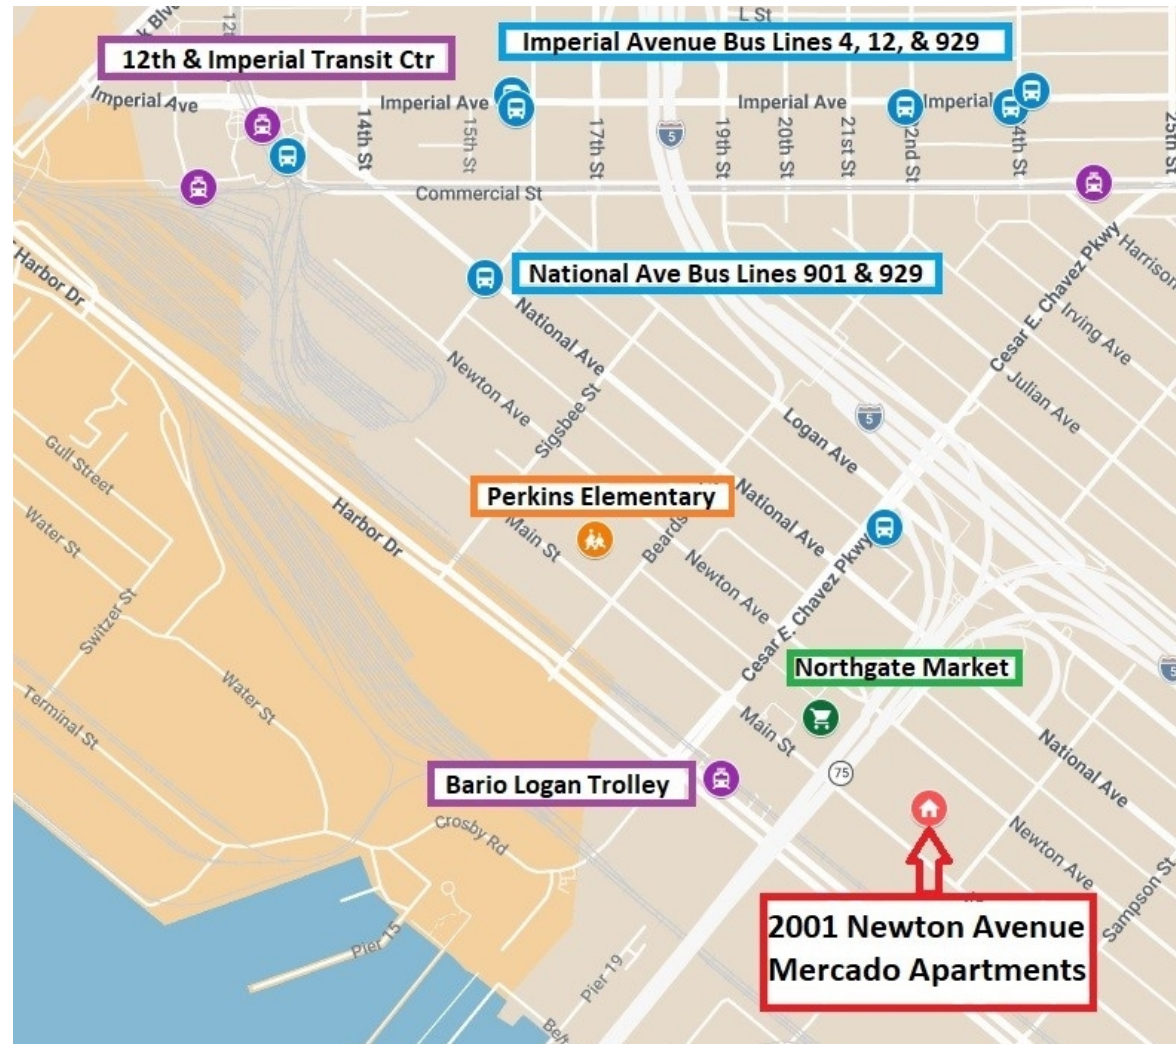 L St
12th & Imperial Transit Ctr
Imperial Avenue Bus Lines 4, 12, & 929
Imperial Ave
Imperial Ave
Imperial Ave
Imperial
14th St
15th St
17th St
19th St
20th St
21st St
25th St
5
Commercial St
Harbor Dr
National Ave Bus Lines 901 & 929
National Ave
Newton Ave
Sigsbee St
Cesar E. Chavez Pkwy
Harrison
Irving Ave
Julian Ave
5
Logan Ave
Gull Street
Water St
Harbor Dr
Perkins Elementary
Main St
National Ave
Newton Ave
Cesar E. Chavez Pkwy
Switzer St
Water St
Terminal St
Northgate Market
5
Main St
75
National Ave
Bario Logan Trolley
Crosby Rd
Newton Ave
Sampson St
2001 Newton Avenue
Mercado Apartments
Pier 15
Pier 19